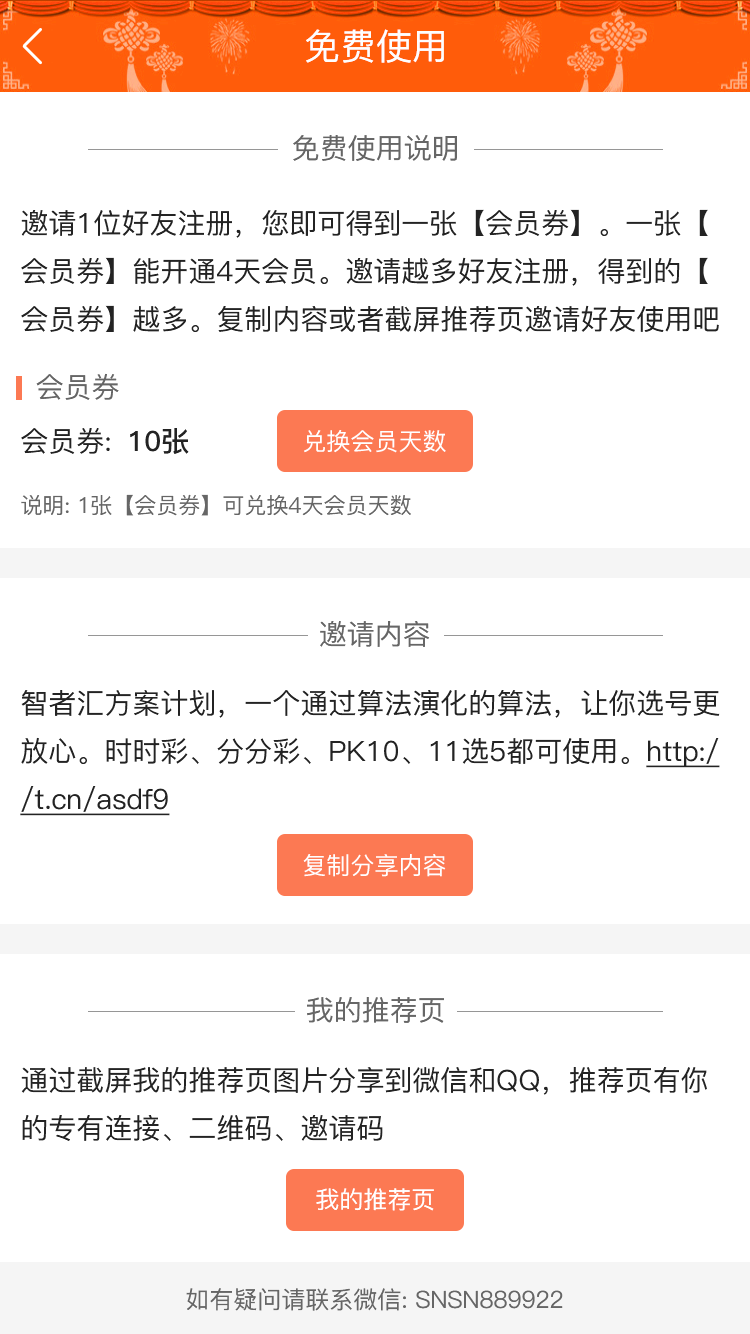 免费使用
免费使用说明
邀请1位好友注册，您即可得到一张【会员券】。一张【
会员券】能开通4天会员。邀请越多好友注册，得到的【
会员券】越多。复制内容或者截屏推荐页邀请好友使用吧
会员券
会员券: 10张
兑换会员天数
说明: 1张【会员券】可兑换4天会员天数
邀请内容
智者汇方案计划，一个通过算法演化的算法，让你选号更
放心。时时彩、分分彩、PK10、11选5都可使用。http:/
/t.cn/asdf9
复制分享内容
我的推荐页
通过截屏我的推荐页图片分享到微信和QQ，推荐页有你
的专有连接、二维码、邀请码
我的推荐页
如有疑问请联系微信: SNSN889922